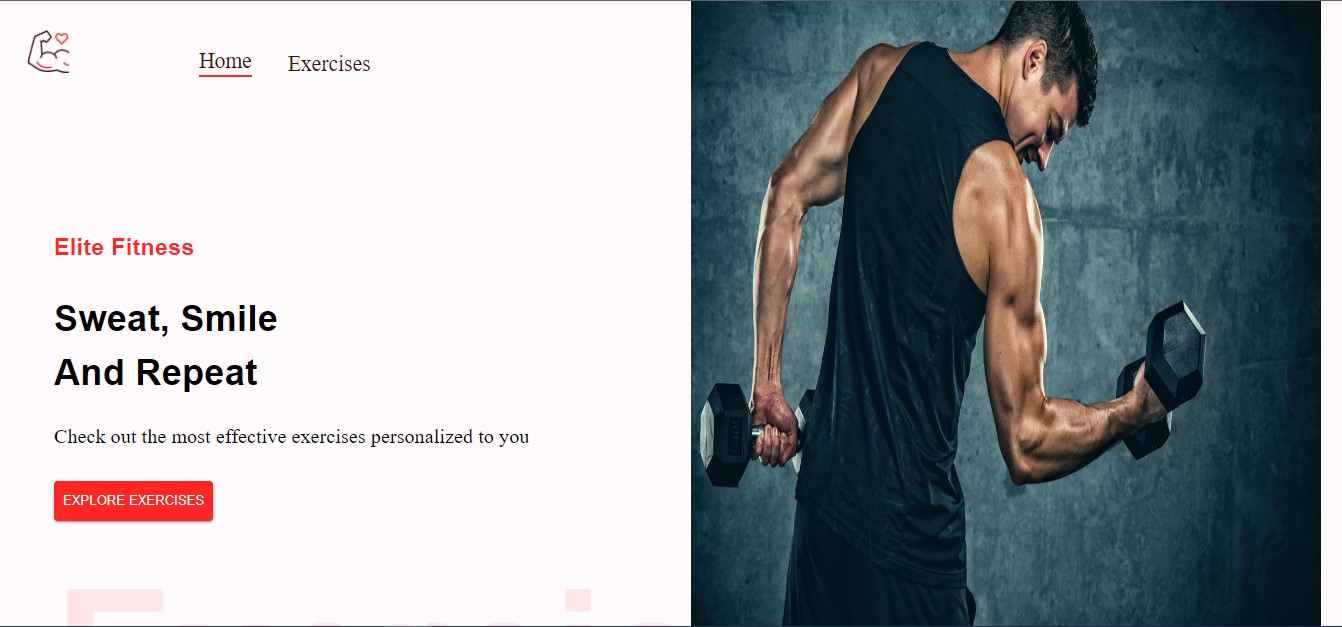 Home Exercises
Elite Fitness
Sweat, Smile
And Repeat
Check out the most effective exercises personalized to you
EXPLORE EXERCISES